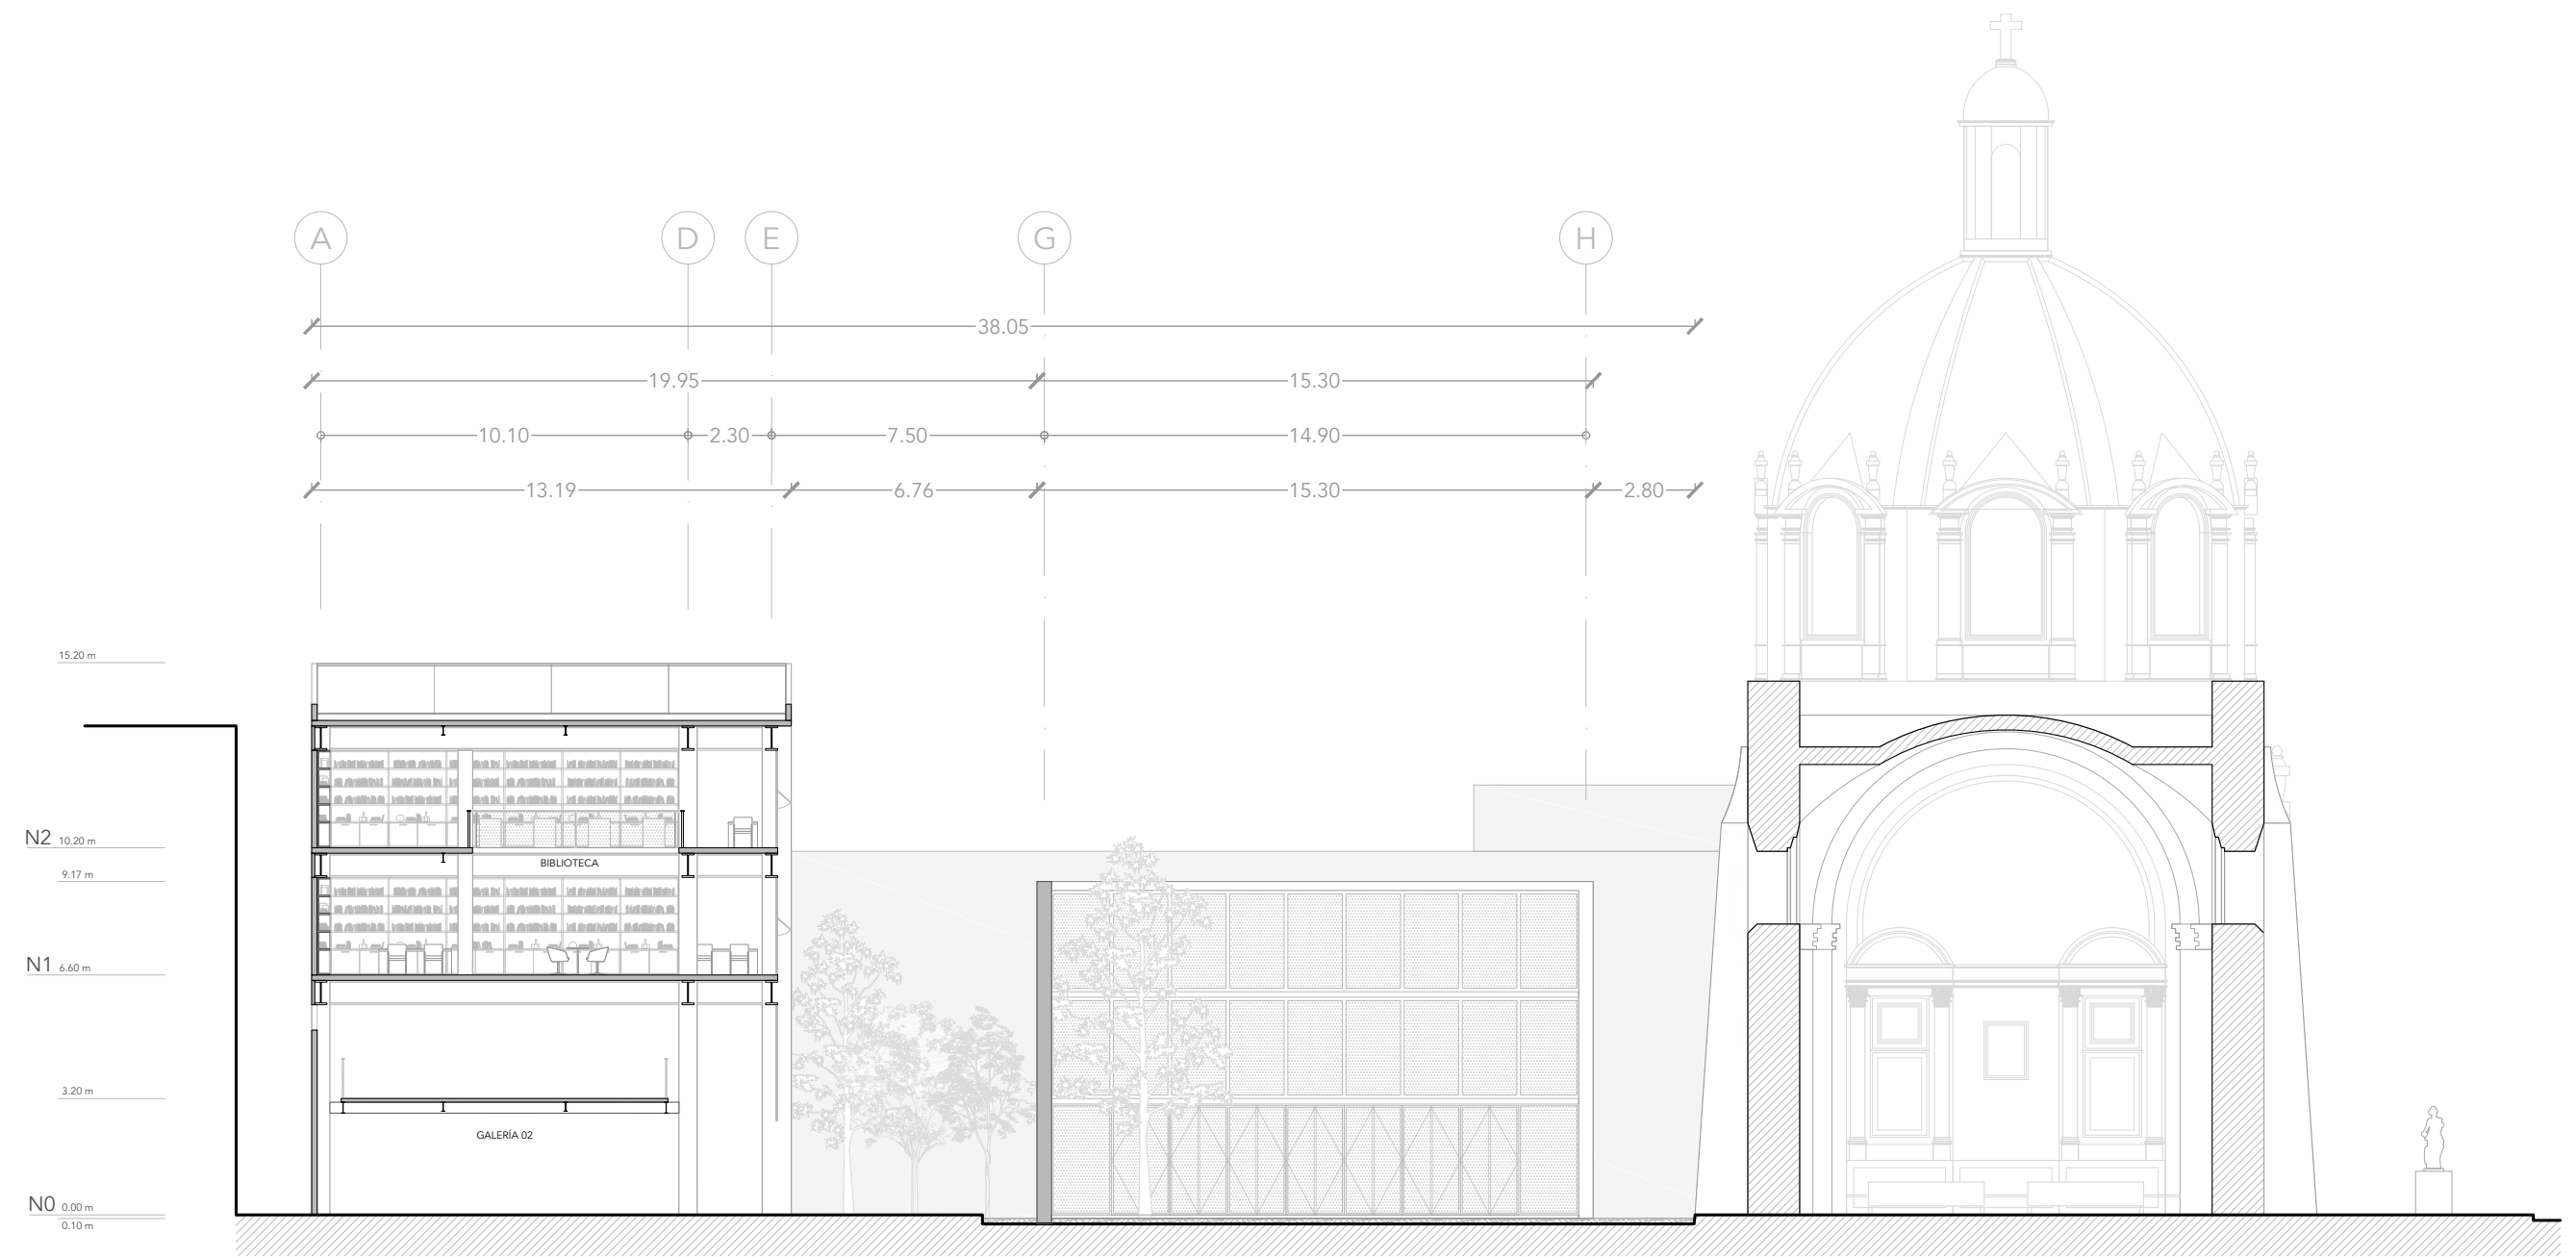 A D E G H
38.05
19.95 15.30
10.10 2.30 7.50 14.90
13.19 6.76 15.30 2.80
15.20 m
N2 10.20 m
BIBLIOTECA
9.17 m
N1 6.60 m
3.20 m
GALERÍA 02
N0 0.00 m
0.10 m